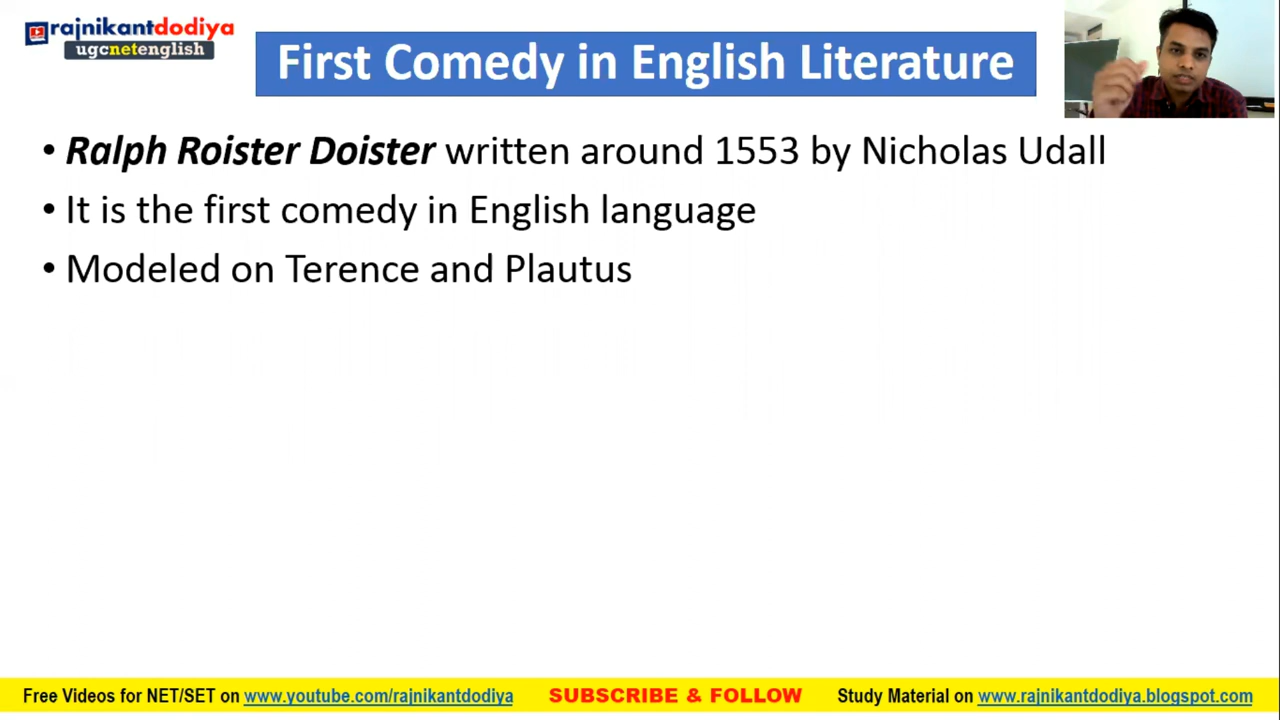 rajnikantdodiya
ugcnetenglish
First Comedy in English Literature
• Ralph Roister Doister written around 1553 by Nicholas Udall
• It is the first comedy in English language
• Modeled on Terence and Plautus
Free Videos for NET/SET on www.youtube.com/rajnikantdodiya SUBSCRIBE & FOLLOW Study Material on www.rajnikantdodiya.blogspot.com